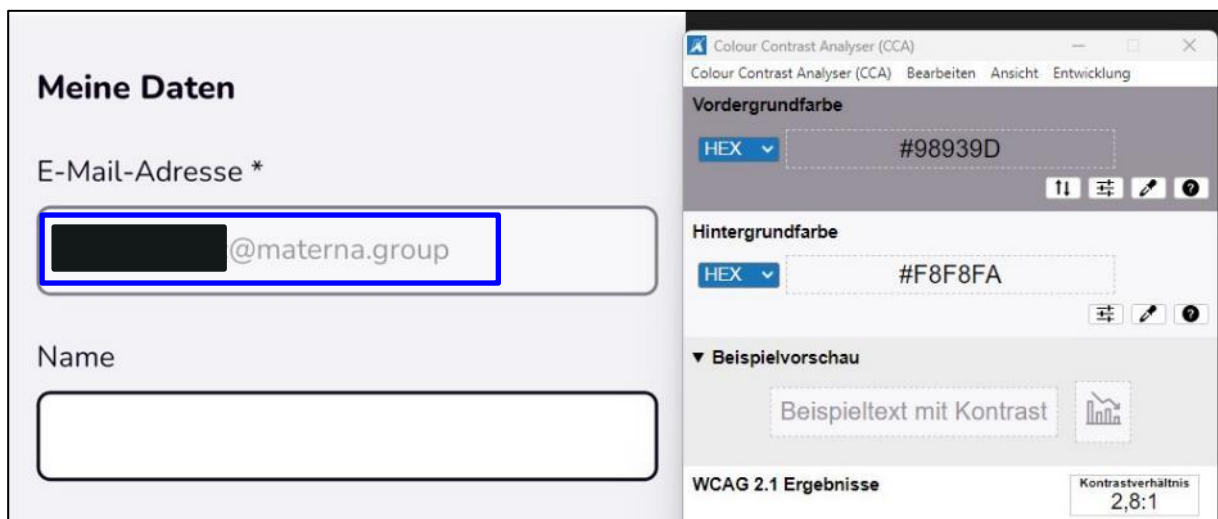 Meine Daten
E-Mail-Adresse *
@materna.group
Name
Colour Contrast Analyser (CCA)
Colour Contrast Analyser (CCA) Bearbeiten Ansicht Entwicklung
Vordergrundfarbe
HEX #98939D
Hintergrundfarbe
HEX #F8F8FA
▼ Beispielvorschau
Beispieltext mit Kontrast
WCAG 2.1 Ergebnisse
Kontrastverhältnis
2,8:1